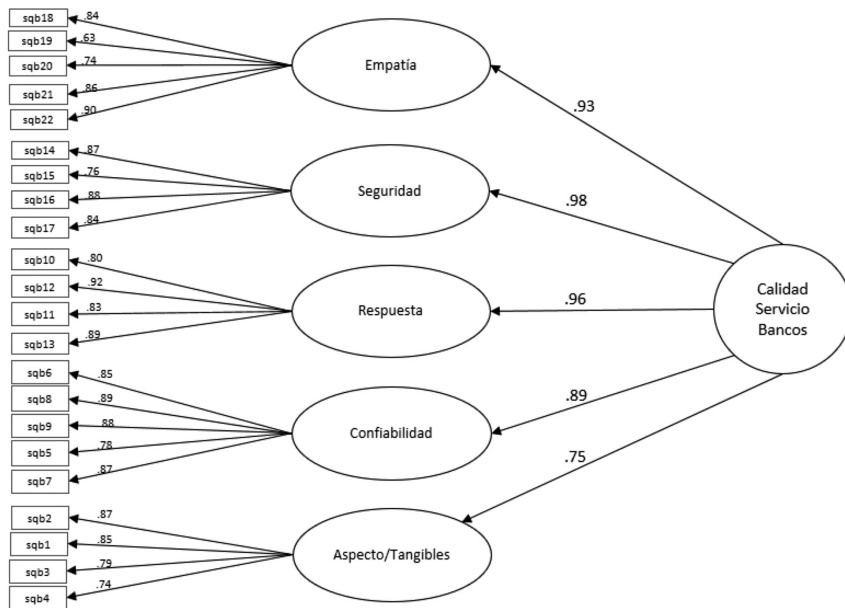 sqb18 .84
sqb19 .63
sqb20 .74
sqb21 .86
sqb22 .90
Empatía
.93
sqb14 .87
sqb15 .76
sqb16 .88
sqb17 .84
Seguridad
.98
sqb10 .80
sqb12 .92
sqb11 .83
sqb13 .89
Respuesta
.96
Calidad
Servicio
Bancos
sqb6 .85
sqb8 .89
sqb9 .88
sqb5 .78
sqb7 .87
Confiabilidad
.89
sqb2 .87
sqb1 .85
sqb3 .79
sqb4 .74
Aspecto/Tangibles
.75